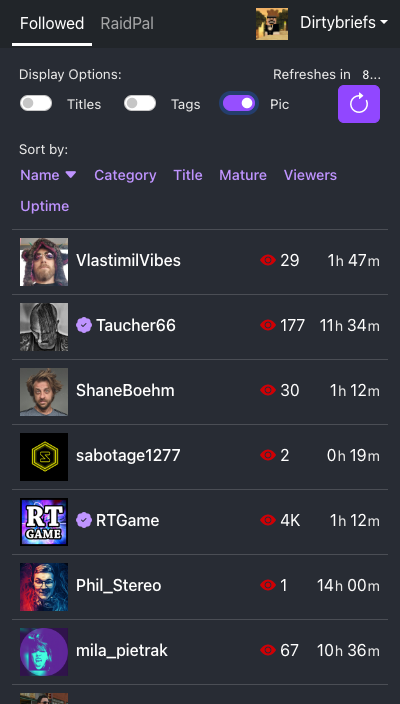 Followed RaidPal Dirtybriefs
Display Options: Refreshes in 8...
Titles Tags Pic
Sort by:
Name Category Title Mature Viewers
Uptime
VlastimilVibes 29 1h 47m
Taucher66 177 11h 34m
ShaneBoehm 30 1h 12m
sabotage1277 2 0h 19m
RT
GAME
RTGame 4K 1h 12m
Phil_Stereo 1 14h 00m
mila_pietrak 67 10h 36m